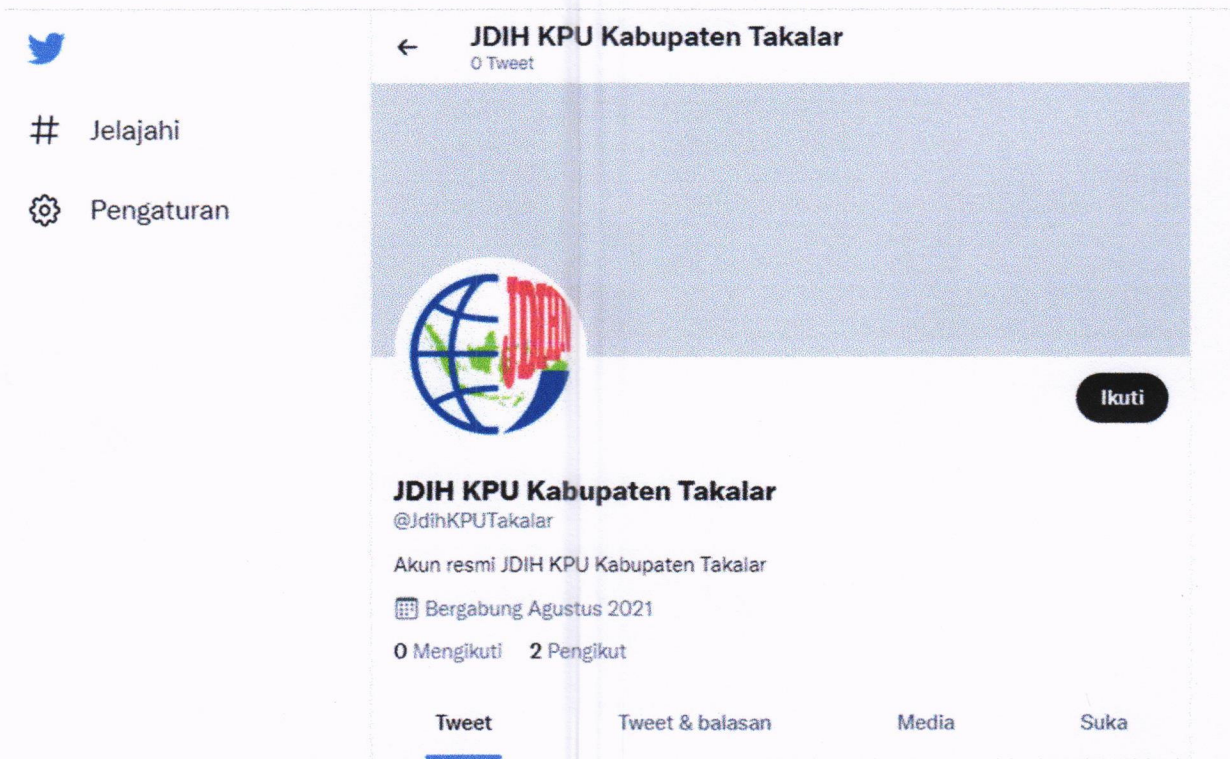 JDIH KPU Kabupaten Takalar
0 Tweet
Jelajahi
Pengaturan
JDIHN
Ikuti
JDIH KPU Kabupaten Takalar
@JdihKPUTakalar
Akun resmi JDIH KPU Kabupaten Takalar
Bergabung Agustus 2021
0 Mengikuti 2 Pengikut
Tweet Tweet & balasan Media Suka